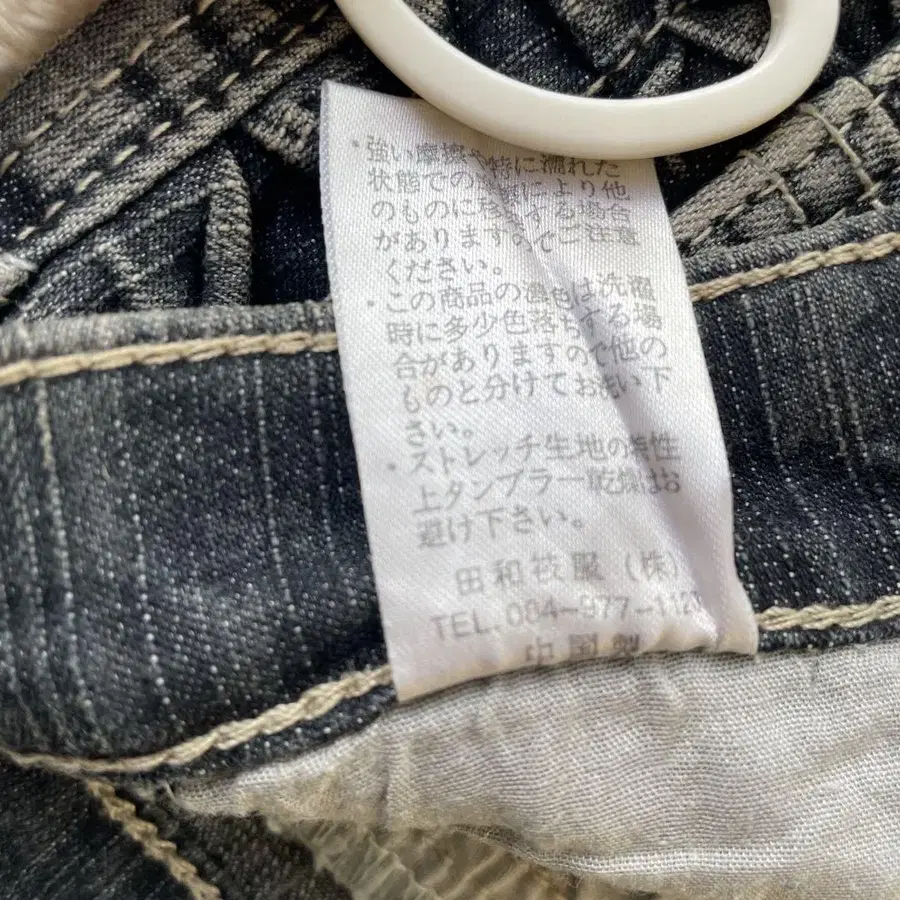 ・強い摩擦や特に濡れた
状態での摩擦により他
のものに移染する場合
がありますのでご注意
ください。
・この商品の濃色は洗濯
時に多少色落ちする場
合がありますので他の
ものと分けてお洗い下
さい。
・ストレッチ生地の特性
上タンブラー乾燥はお
避け下さい。
田和被服(株)
TEL. 084-977-1120
中国製